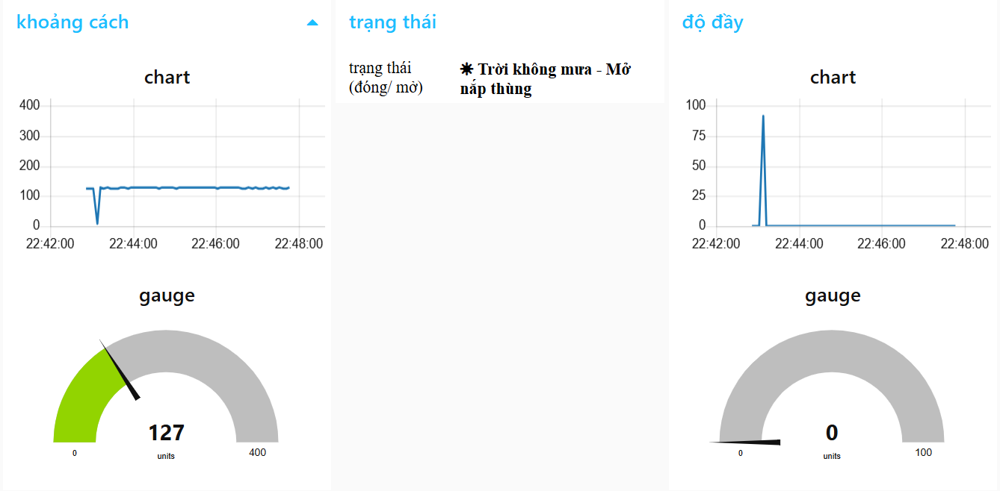 khoảng cách
chart
400
300
200
100
0
22:42:00 22:44:00 22:46:00 22:48:00
gauge
127
units
0 400
trạng thái
trạng thái
(đóng/ mở)
☀ Trời không mưa - Mở
nắp thùng
độ đầy
chart
100
75
50
25
0
22:42:00 22:44:00 22:46:00 22:48:00
gauge
0
units
0 100